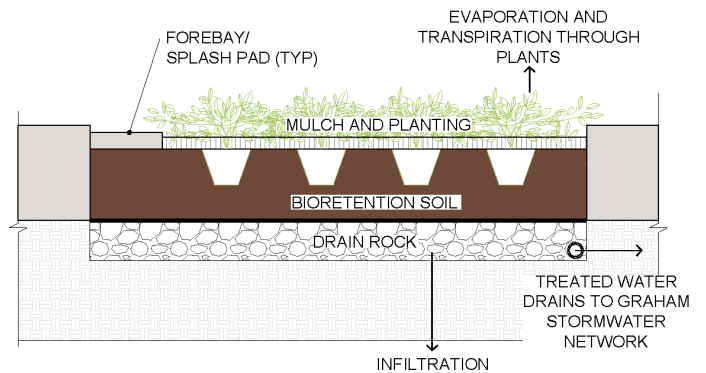 FOREBAY/
SPLASH PAD (TYP)
EVAPORATION AND
TRANSPIRATION THROUGH
PLANTS
MULCH AND PLANTING
BIORETENTION SOIL
DRAIN ROCK
TREATED WATER
DRAINS TO GRAHAM
STORMWATER
NETWORK
INFILTRATION